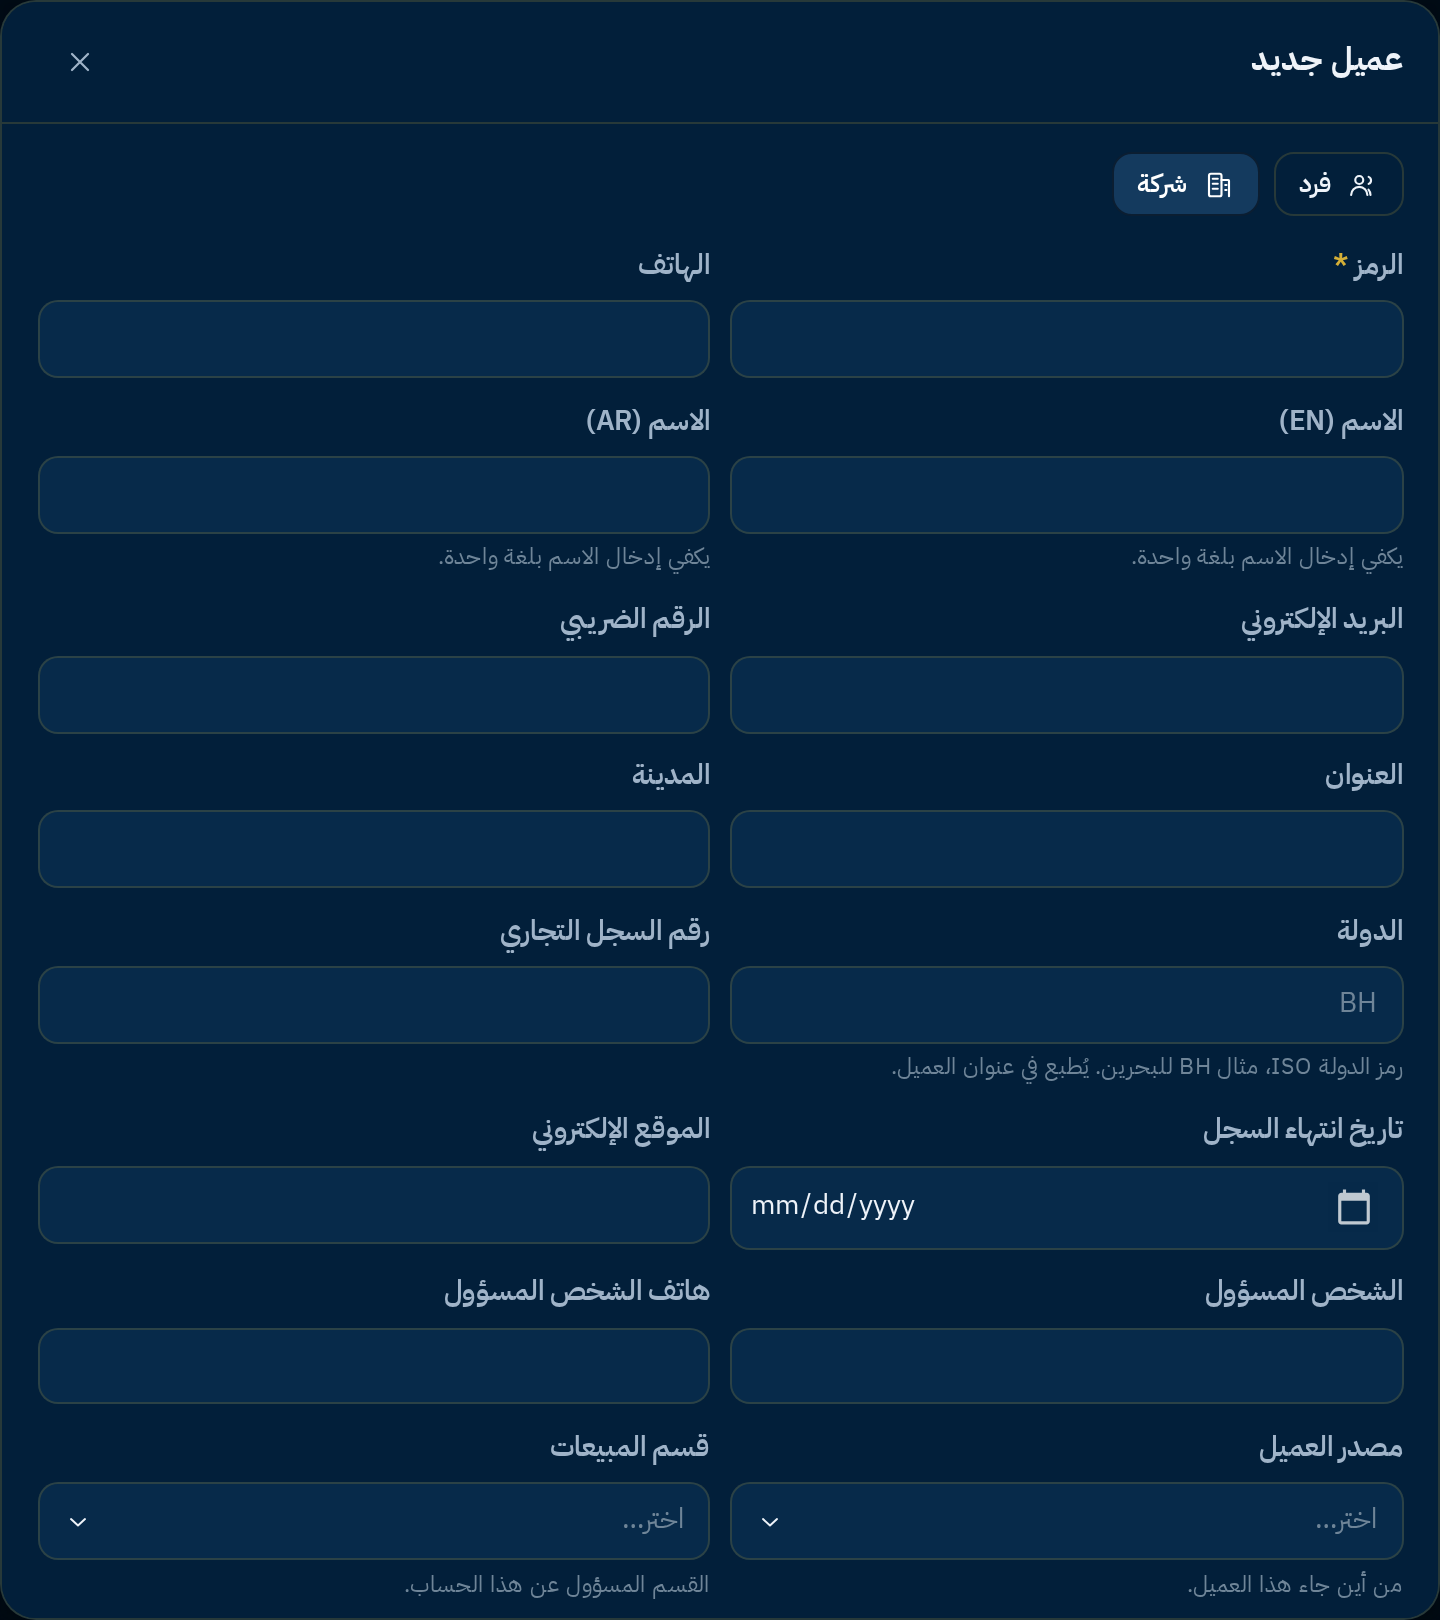 عميل جديد
فرد
شركة
الرمز *
الهاتف
الاسم (EN)
الاسم (AR)
يكفي إدخال الاسم بلغة واحدة.
يكفي إدخال الاسم بلغة واحدة.
البريد الإلكتروني
الرقم الضريبي
العنوان
المدينة
الدولة
رقم السجل التجاري
BH
رمز الدولة ISO، مثال BH للبحرين. يُطبع في عنوان العميل.
تاريخ انتهاء السجل
الموقع الإلكتروني
mm/dd/yyyy
الشخص المسؤول
هاتف الشخص المسؤول
مصدر العميل
قسم المبيعات
اختر...
اختر...
من أين جاء هذا العميل.
القسم المسؤول عن هذا الحساب.